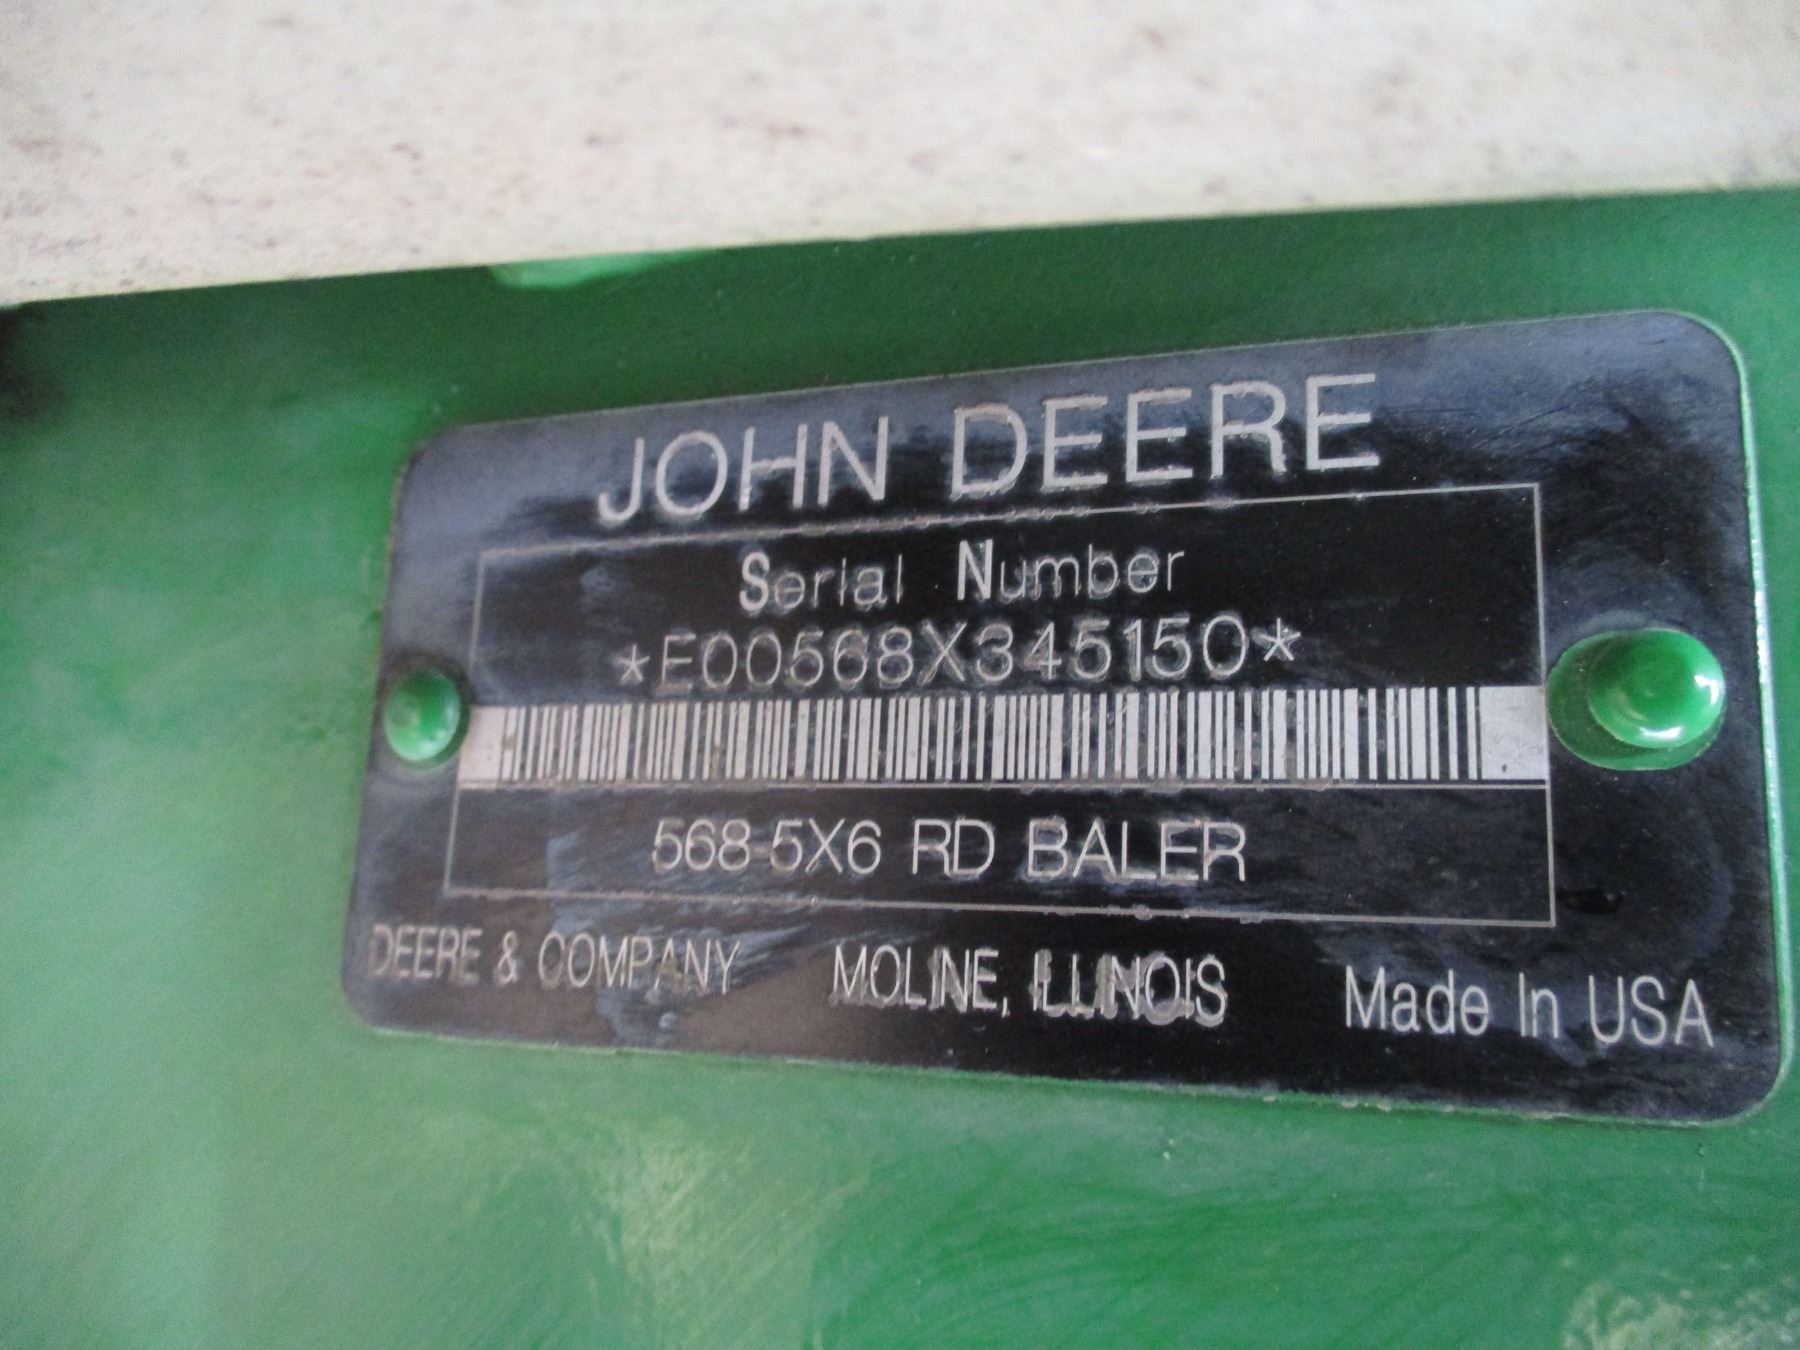 JOHN DEERE
Serial Number
*E00568X345150*
568-5X6 RD BALER
DEERE & COMPANY MOLINE, ILLINOIS Made In USA